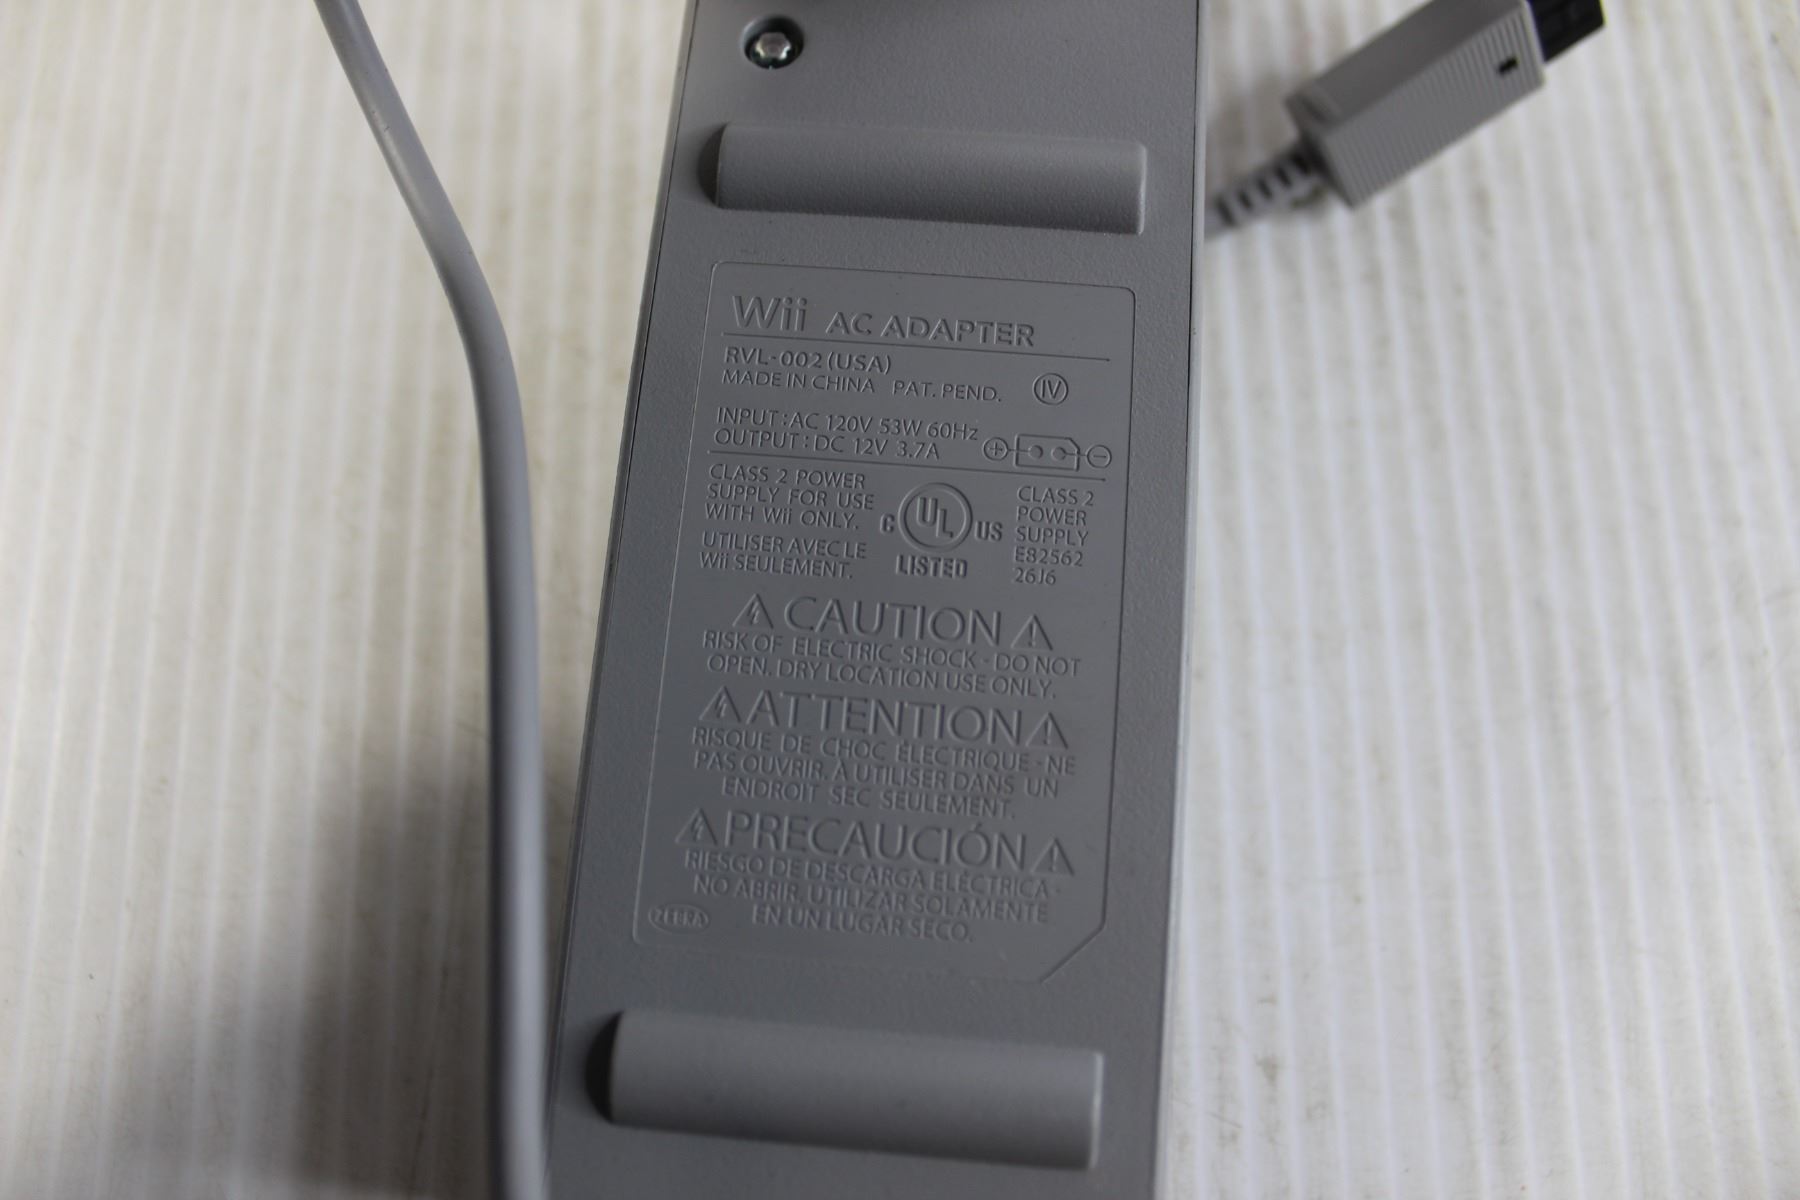 Wii AC ADAPTER
RVL-002 (USA)
MADE IN CHINA PAT. PEND. IV
INPUT : AC 120V 53W 60Hz
OUTPUT : DC 12V 3.7A
CLASS 2 POWER
SUPPLY FOR USE
WITH Wii ONLY.
UTILISER AVEC LE
Wii SEULEMENT.
C UL US
LISTED
CLASS 2
POWER
SUPPLY
E82562
26J6
CAUTION
RISK OF ELECTRIC SHOCK - DO NOT
OPEN. DRY LOCATION USE ONLY.
ATTENTION
RISQUE DE CHOC ÉLECTRIQUE - NE
PAS OUVRIR. À UTILISER DANS UN
ENDROIT SEC SEULEMENT.
PRECAUCIÓN
RIESGO DE DESCARGA ELÉCTRICA -
NO ABRIR. UTILIZAR SOLAMENTE
EN UN LUGAR SECO.
ZEBRA